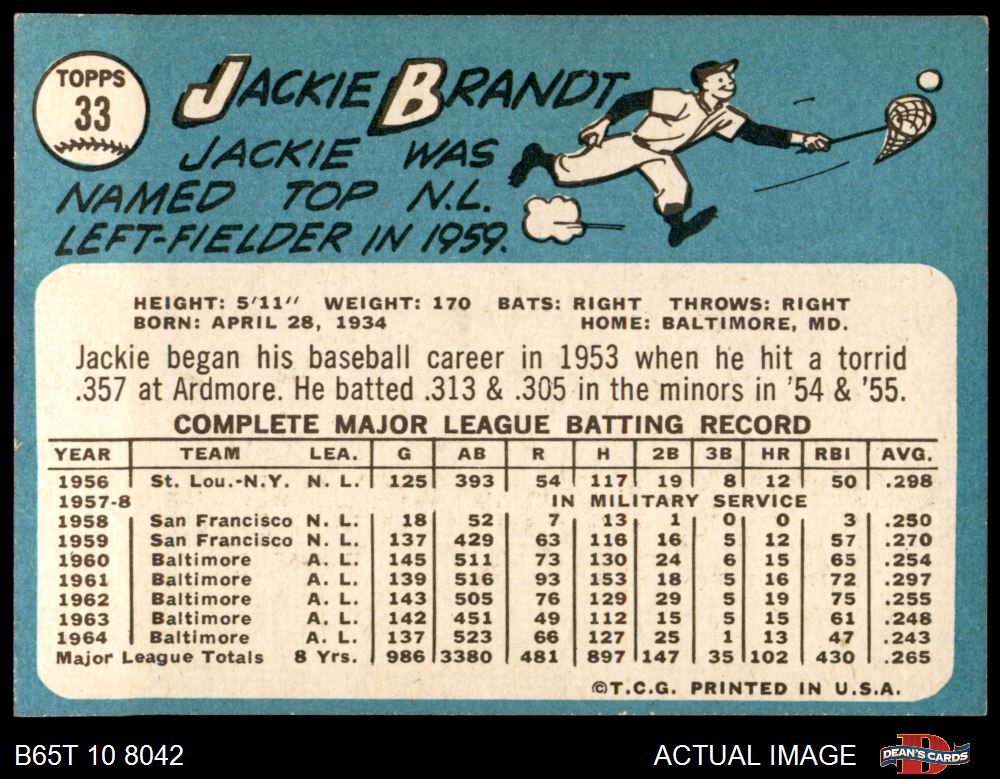 TOPPS
33
JACKIE BRANDT
JACKIE WAS
NAMED TOP N.L.
LEFT-FIELDER IN 1959.
HEIGHT: 5'11" WEIGHT: 170 BATS: RIGHT THROWS: RIGHT
BORN: APRIL 28, 1934 HOME: BALTIMORE, MD.
Jackie began his baseball career in 1953 when he hit a torrid
.357 at Ardmore. He batted .313 & .305 in the minors in '54 & '55.
COMPLETE MAJOR LEAGUE BATTING RECORD
YEAR TEAM LEA. G AB R H 2B 3B HR RBI AVG.
1956 St. Lou.-N.Y. N. L. 125 393 54 117 19 8 12 50 .298
1957-8 IN MILITARY SERVICE
1958 San Francisco N. L. 18 52 7 13 1 0 0 3 .250
1959 San Francisco N. L. 137 429 63 116 16 5 12 57 .270
1960 Baltimore A. L. 145 511 73 130 24 6 15 65 .254
1961 Baltimore A. L. 139 516 93 153 18 5 16 72 .297
1962 Baltimore A. L. 143 505 76 129 29 5 19 75 .255
1963 Baltimore A. L. 142 451 49 112 15 5 15 61 .248
1964 Baltimore A. L. 137 523 66 127 25 1 13 47 .243
Major League Totals 8 Yrs. 986 3380 481 897 147 35 102 430 .265
©T.C.G. PRINTED IN U.S.A.
B65T 10 8042 ACTUAL IMAGE DEAN'S CARDS